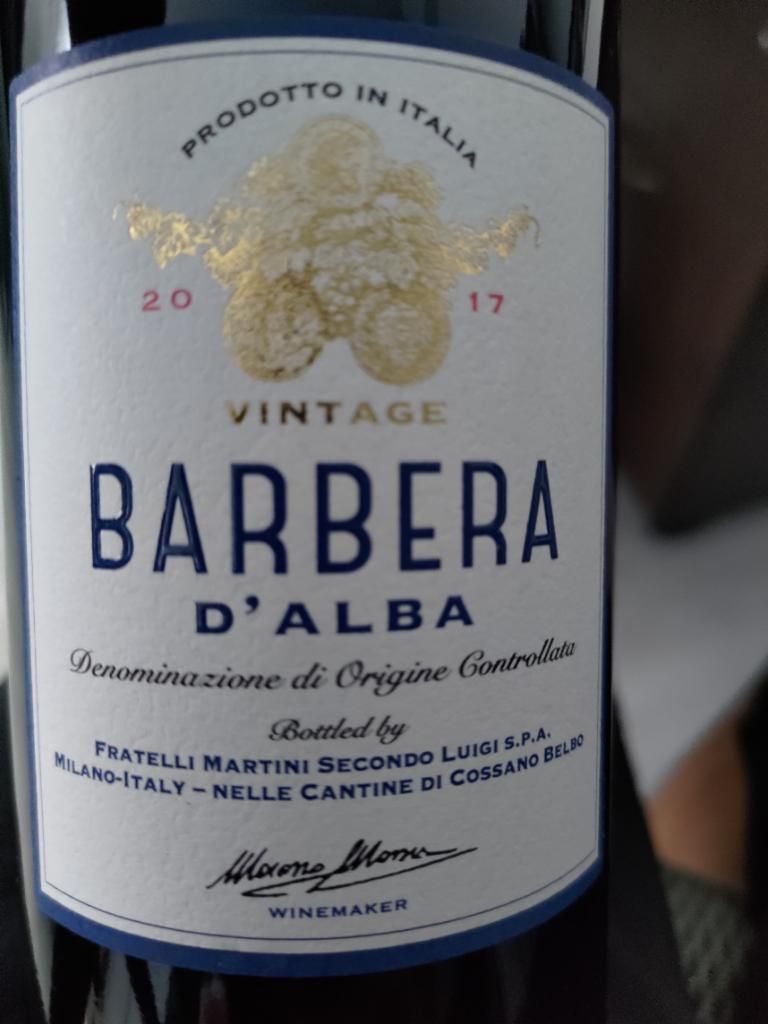 PRODOTTO IN ITALIA
20 17
VINTAGE
BARBERA
D'ALBA
Denominazione di Origine Controllata
Bottled by
FRATELLI MARTINI SECONDO LUIGI S.P.A.
MILANO-ITALY – NELLE CANTINE DI COSSANO BELBO
WINEMAKER